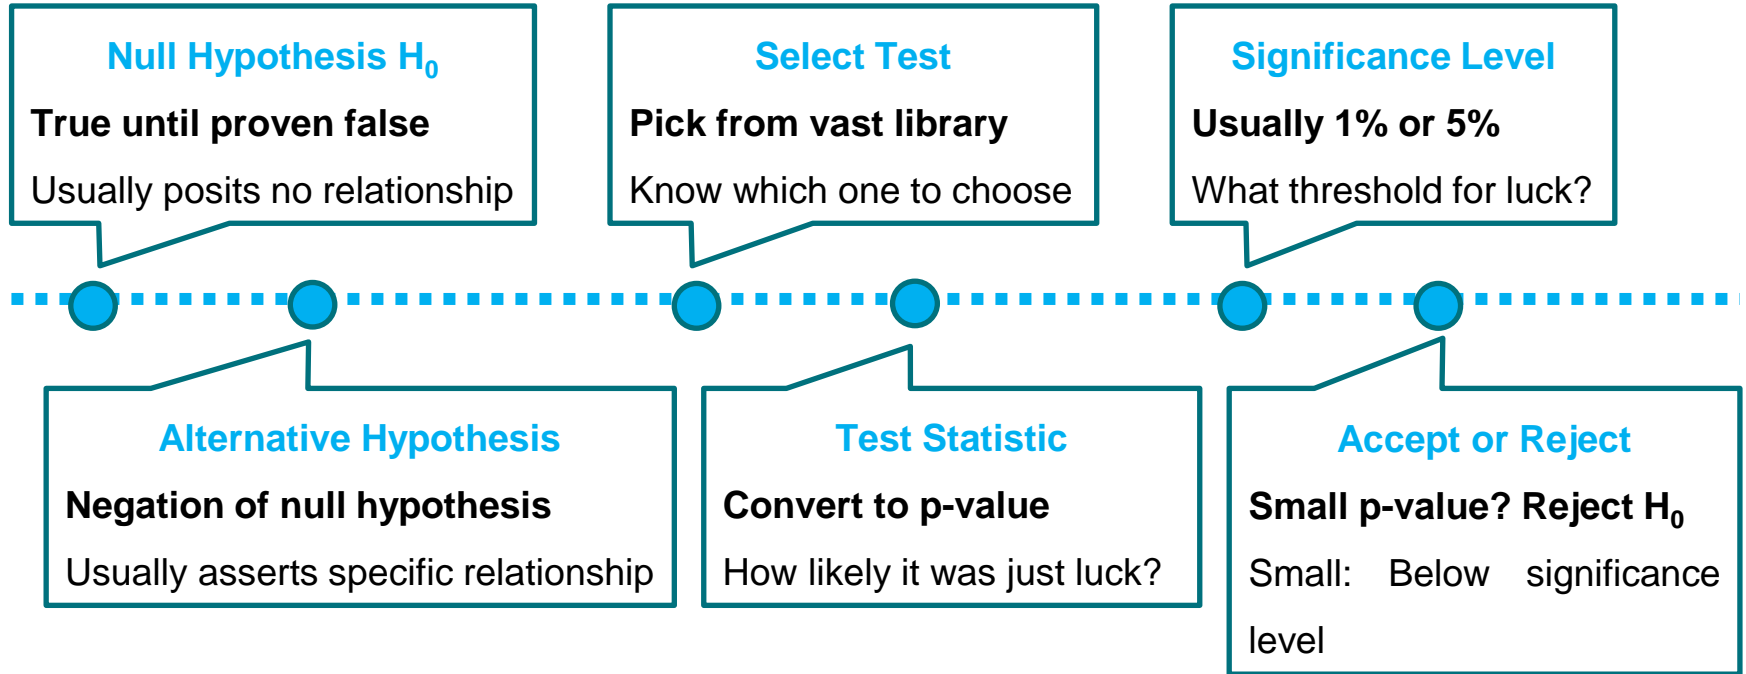 Null Hypothesis H₀
True until proven false
Usually posits no relationship
Alternative Hypothesis
Negation of null hypothesis
Usually asserts specific relationship
Select Test
Pick from vast library
Know which one to choose
Test Statistic
Convert to p-value
How likely it was just luck?
Significance Level
Usually 1% or 5%
What threshold for luck?
Accept or Reject
Small p-value? Reject H₀
Small: Below significance
level